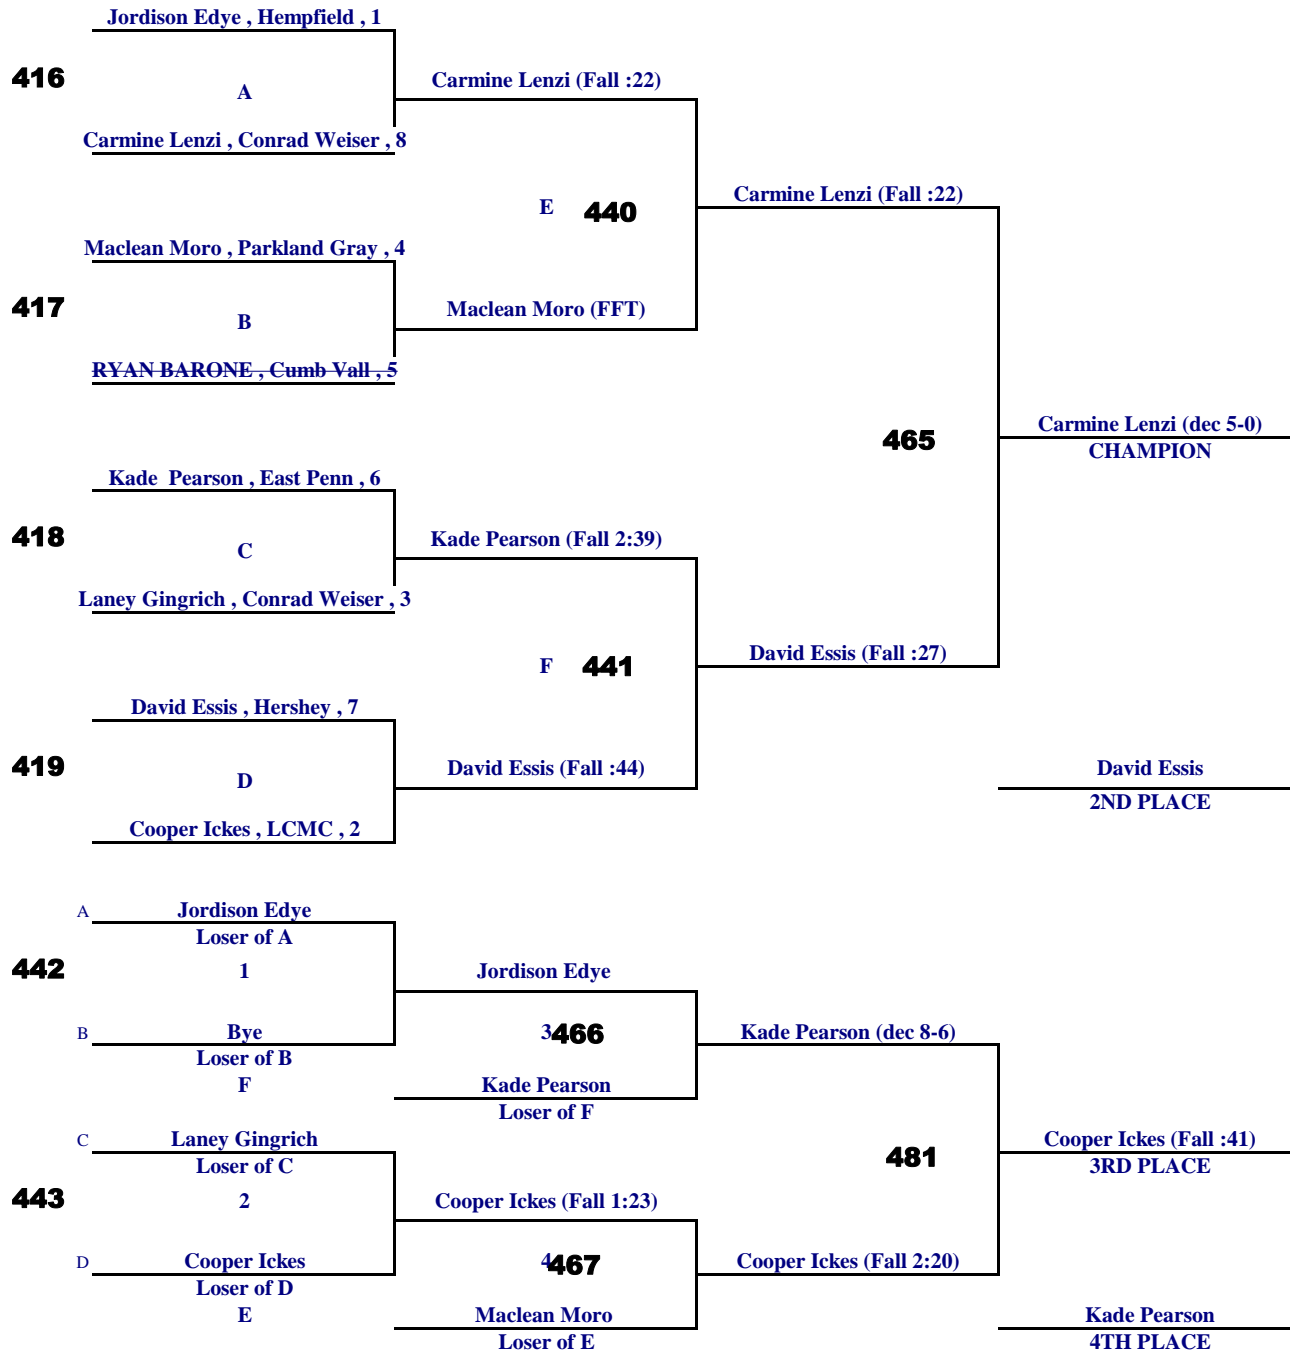 Jordison Edye , Hempfield , 1
416
A
Carmine Lenzi (Fall :22)
Carmine Lenzi , Conrad Weiser , 8
E 440
Carmine Lenzi (Fall :22)
Maclean Moro , Parkland Gray , 4
417
B
Maclean Moro (FFT)
RYAN BARONE , Cumb Vall , 5
465
Carmine Lenzi (dec 5-0)
CHAMPION
Kade  Pearson , East Penn , 6
418
C
Kade Pearson (Fall 2:39)
Laney Gingrich , Conrad Weiser , 3
F 441
David Essis (Fall :27)
David Essis , Hershey , 7
419
D
David Essis (Fall :44)
David Essis
2ND PLACE
Cooper Ickes , LCMC , 2
A Jordison Edye
Loser of A
442
1
Jordison Edye
B Bye
Loser of B
3 466
Kade Pearson (dec 8-6)
F
Kade Pearson
Loser of F
C Laney Gingrich
Loser of C
481
Cooper Ickes (Fall :41)
3RD PLACE
443
2
Cooper Ickes (Fall 1:23)
D Cooper Ickes
Loser of D
4 467
Cooper Ickes (Fall 2:20)
E
Maclean Moro
Loser of E
Kade Pearson
4TH PLACE